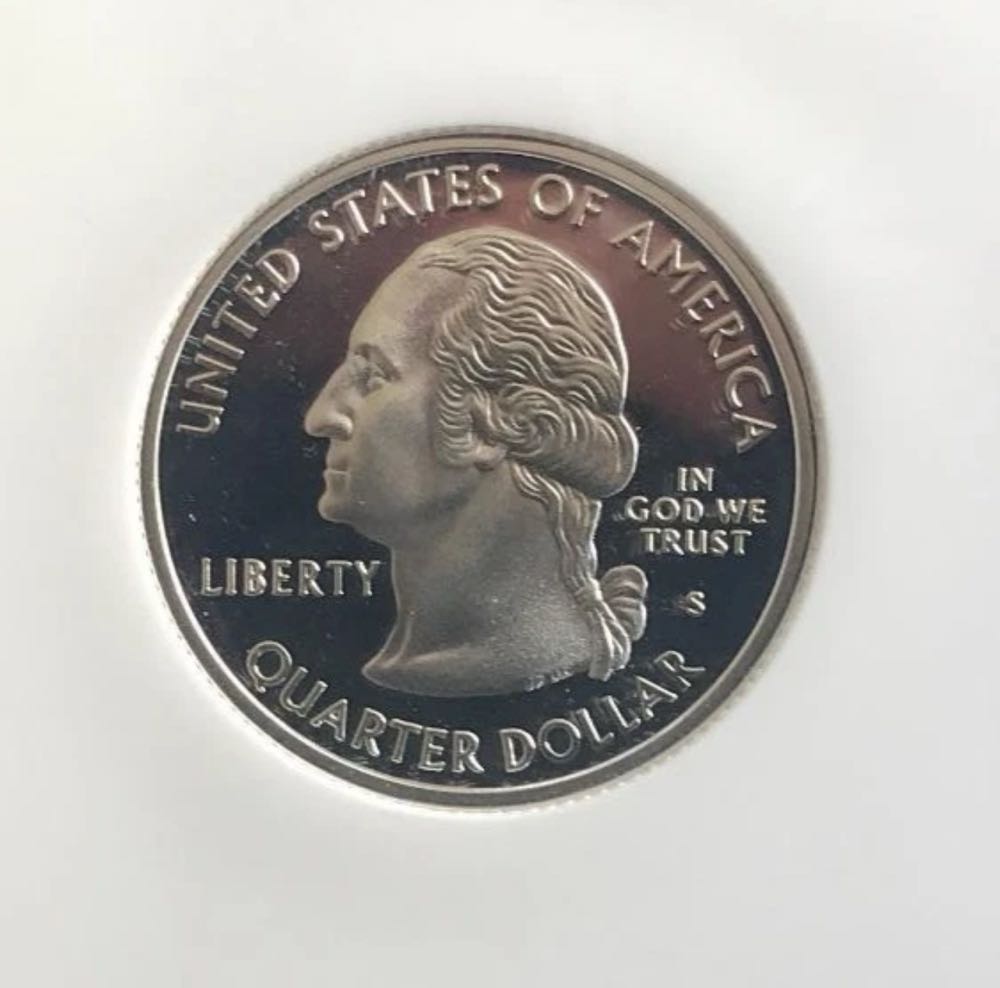 UNITED STATES OF AMERICA
IN
GOD WE
TRUST
LIBERTY
S
QUARTER DOLLAR